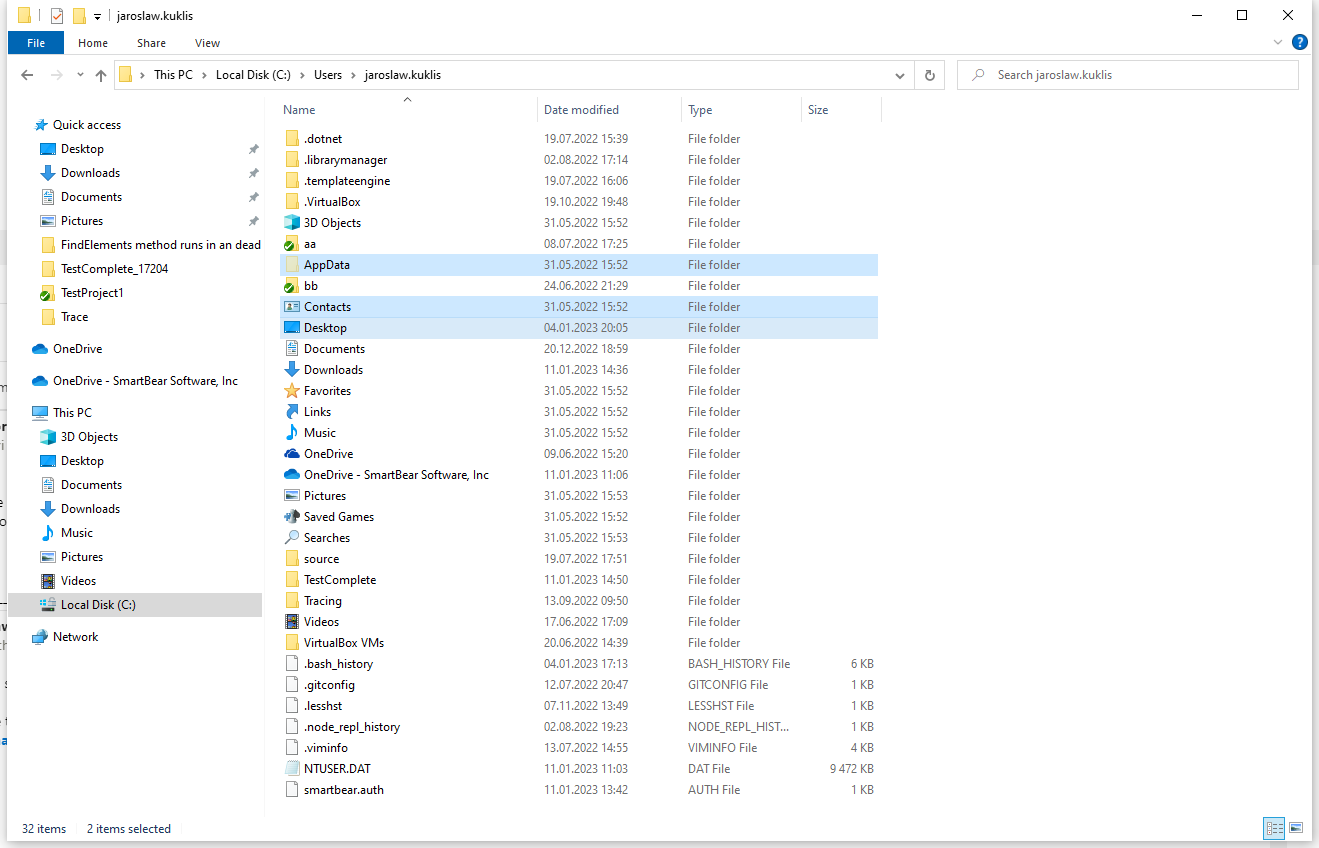 jaroslaw.kuklis
File Home Share View
This PC Local Disk (C:) Users jaroslaw.kuklis
Search jaroslaw.kuklis
Quick access
Desktop
Downloads
Documents
Pictures
FindElements method runs in an dead
TestComplete_17204
TestProject1
Trace
OneDrive
OneDrive - SmartBear Software, Inc
This PC
3D Objects
Desktop
Documents
Downloads
Music
Pictures
Videos
Local Disk (C:)
Network
Name Date modified Type Size
.dotnet 19.07.2022 15:39 File folder
.librarymanager 02.08.2022 17:14 File folder
.templateengine 19.07.2022 16:06 File folder
.VirtualBox 19.10.2022 19:48 File folder
3D Objects 31.05.2022 15:52 File folder
aa 08.07.2022 17:25 File folder
AppData 31.05.2022 15:52 File folder
bb 24.06.2022 21:29 File folder
Contacts 31.05.2022 15:52 File folder
Desktop 04.01.2023 20:05 File folder
Documents 20.12.2022 18:59 File folder
Downloads 11.01.2023 14:36 File folder
Favorites 31.05.2022 15:52 File folder
Links 31.05.2022 15:52 File folder
Music 31.05.2022 15:52 File folder
OneDrive 09.06.2022 15:20 File folder
OneDrive - SmartBear Software, Inc 11.01.2023 11:06 File folder
Pictures 31.05.2022 15:53 File folder
Saved Games 31.05.2022 15:52 File folder
Searches 31.05.2022 15:53 File folder
source 19.07.2022 17:51 File folder
TestComplete 11.01.2023 14:50 File folder
Tracing 13.09.2022 09:50 File folder
Videos 17.06.2022 17:09 File folder
VirtualBox VMs 20.06.2022 14:39 File folder
.bash_history 04.01.2023 17:13 BASH_HISTORY File 6 KB
.gitconfig 12.07.2022 20:47 GITCONFIG File 1 KB
.lesshst 07.11.2022 13:49 LESSHST File 1 KB
.node_repl_history 02.08.2022 19:23 NODE_REPL_HIST... 1 KB
.viminfo 13.07.2022 14:55 VIMINFO File 4 KB
NTUSER.DAT 11.01.2023 11:03 DAT File 9 472 KB
smartbear.auth 11.01.2023 13:42 AUTH File 1 KB
32 items 2 items selected